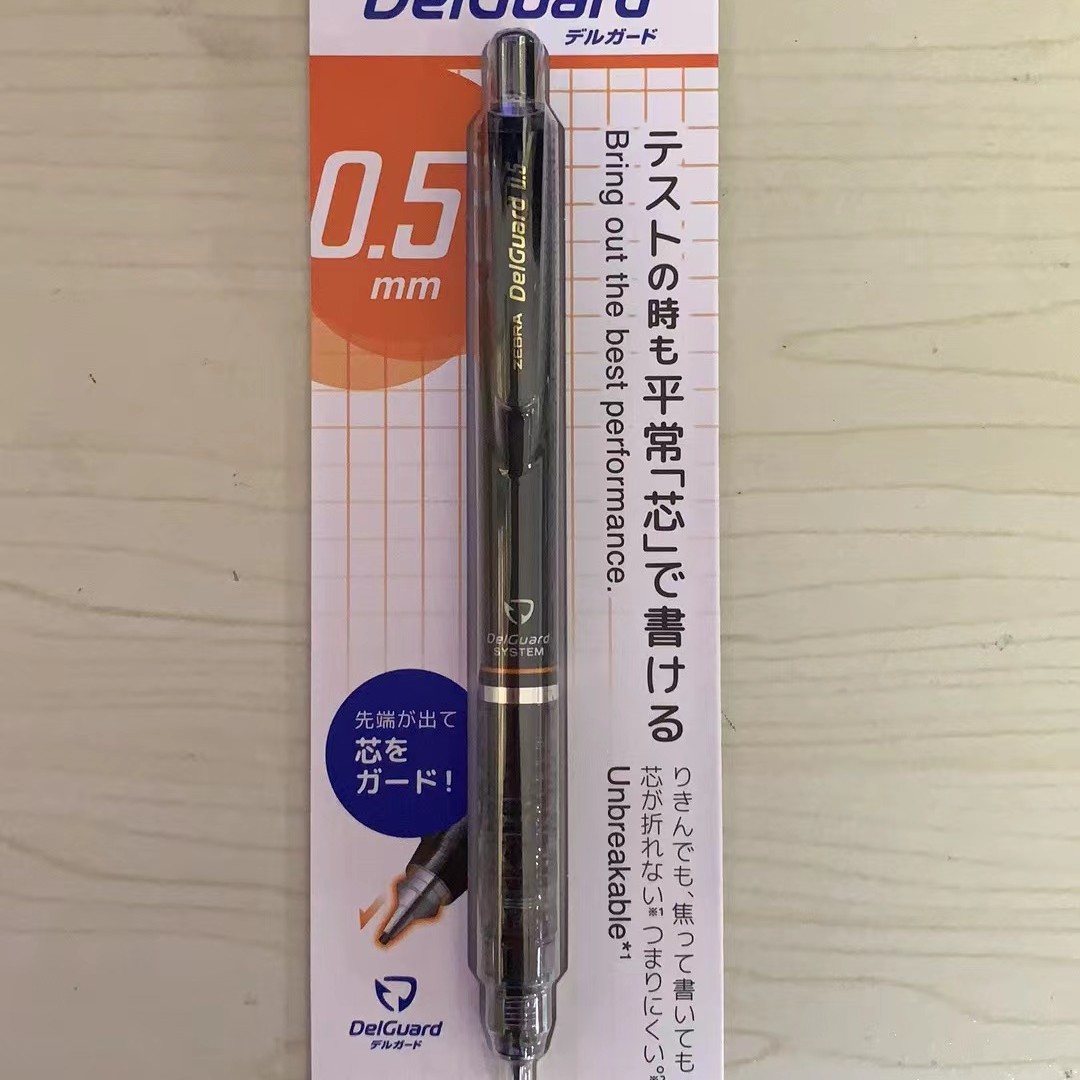 DelGuard
デルガード
0.5
mm
テストの時も平常「芯」で書ける
Bring out the best performance.
ZEBRA DelGuard 0.5
DelGuard
SYSTEM
先端が出て
芯を
ガード!
りきんでも、焦って書いても
芯が折れない※1つまりにくい。※2
Unbreakable*1
DelGuard
デルガード